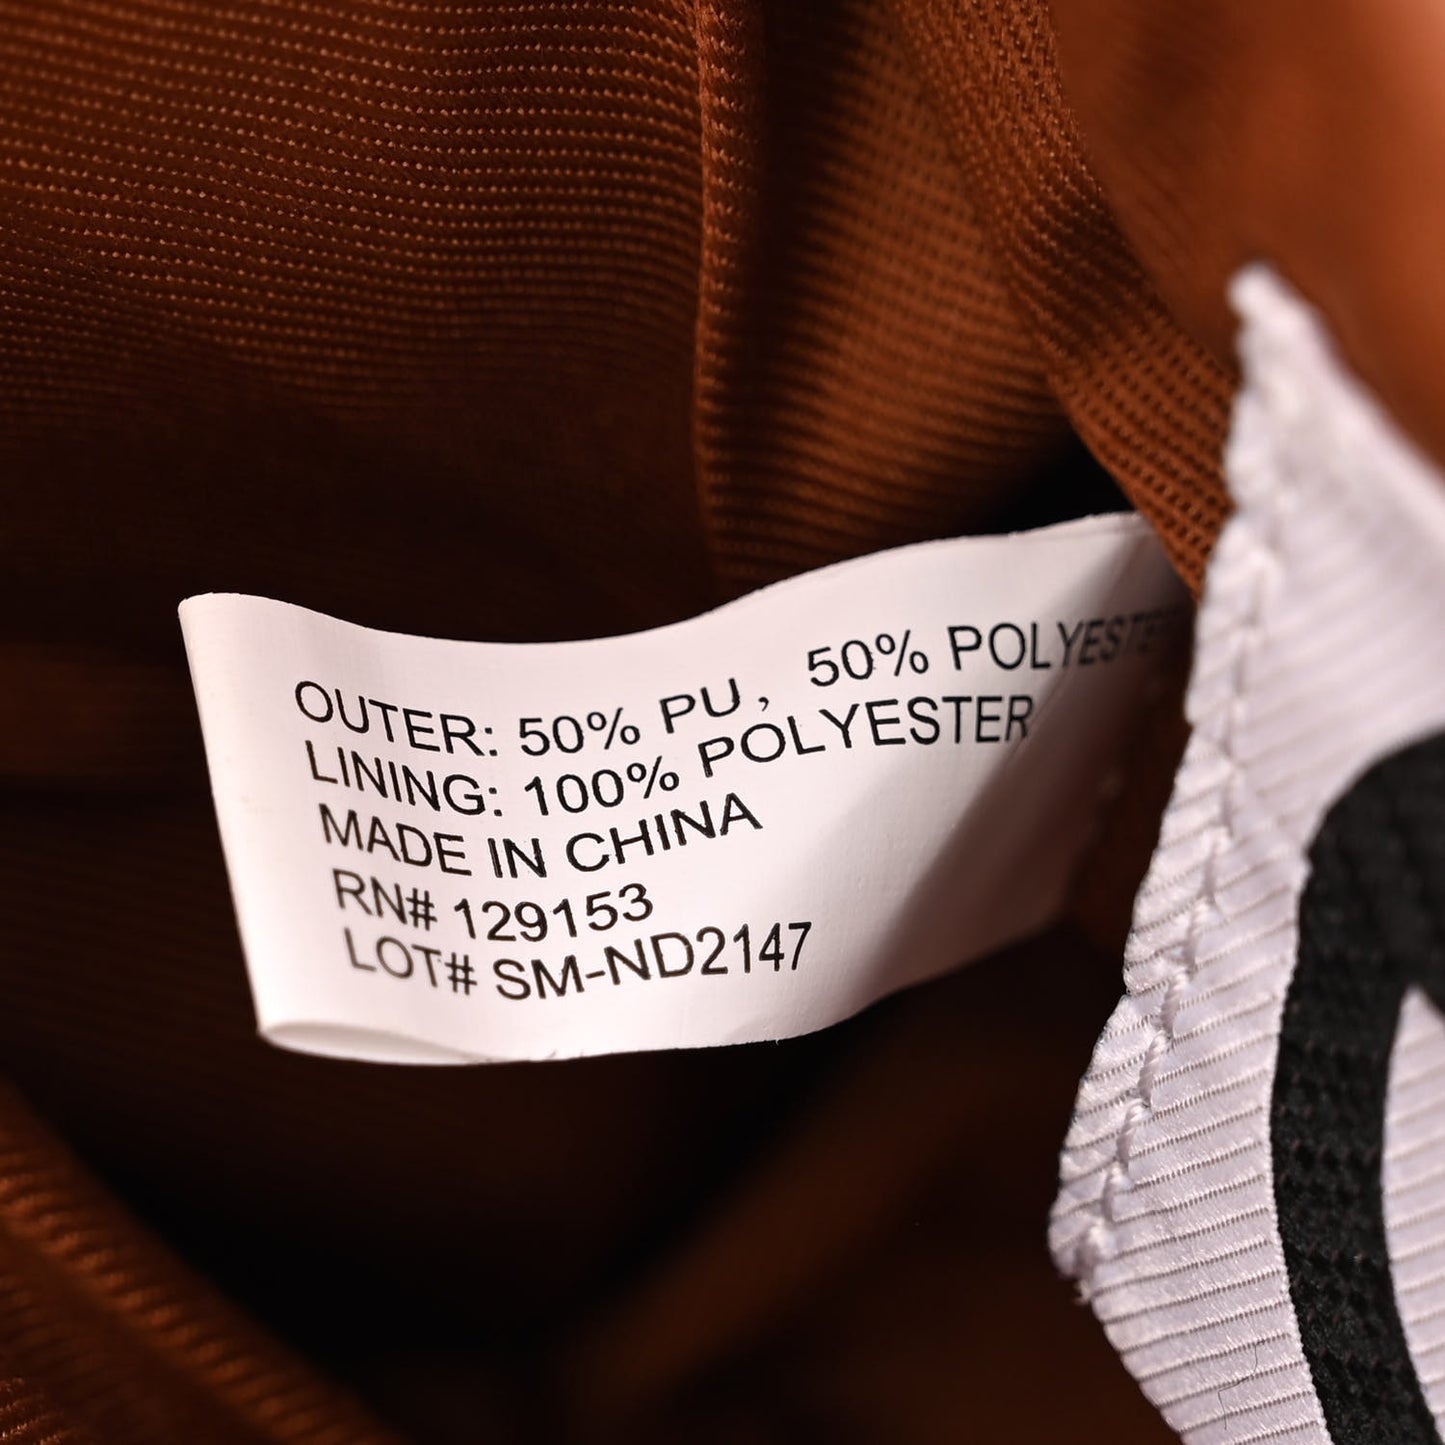 OUTER: 50% PU, 50% POLYESTER
LINING: 100% POLYESTER
MADE IN CHINA
RN# 129153
LOT# SM-ND2147